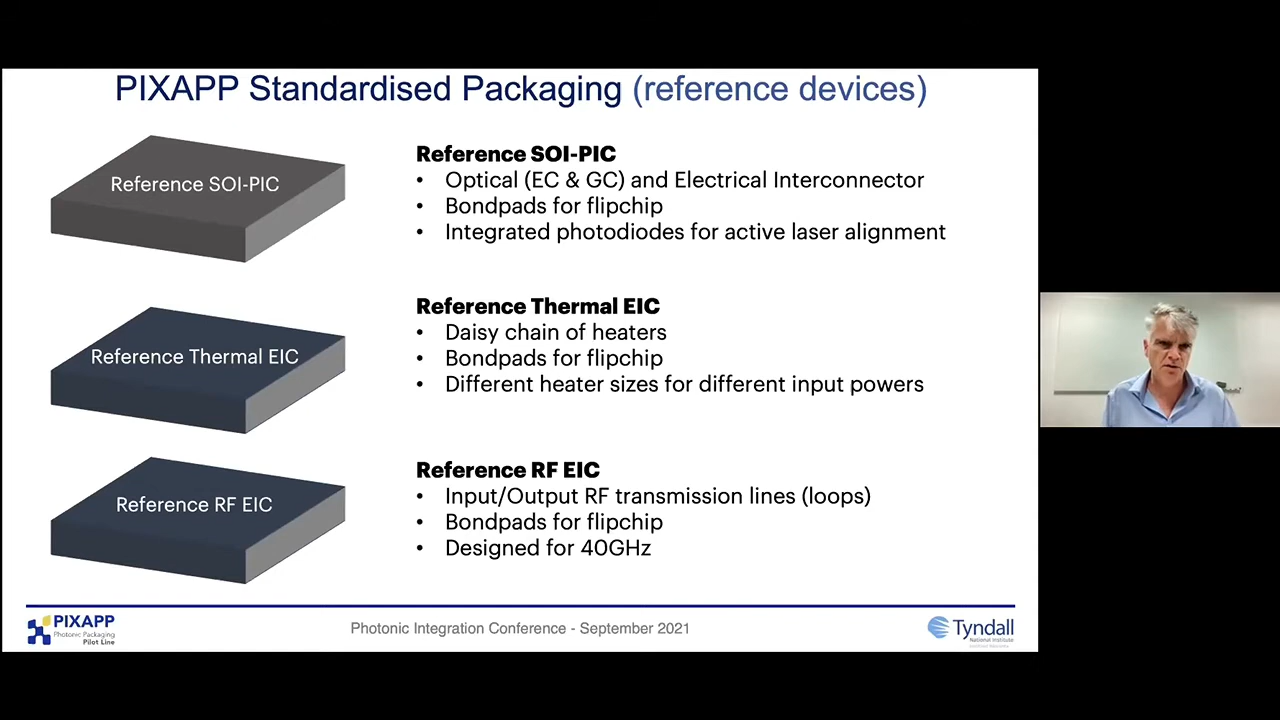 PIXAPP Standardised Packaging (reference devices)
Reference SOI-PIC
Reference SOI-PIC
• Optical (EC & GC) and Electrical Interconnector
• Bondpads for flipchip
• Integrated photodiodes for active laser alignment
Reference Thermal EIC
Reference Thermal EIC
• Daisy chain of heaters
• Bondpads for flipchip
• Different heater sizes for different input powers
Reference RF EIC
Reference RF EIC
• Input/Output RF transmission lines (loops)
• Bondpads for flipchip
• Designed for 40GHz
PIXAPP
Photonic Packaging
Pilot Line
Photonic Integration Conference - September 2021
Tyndall
National Institute